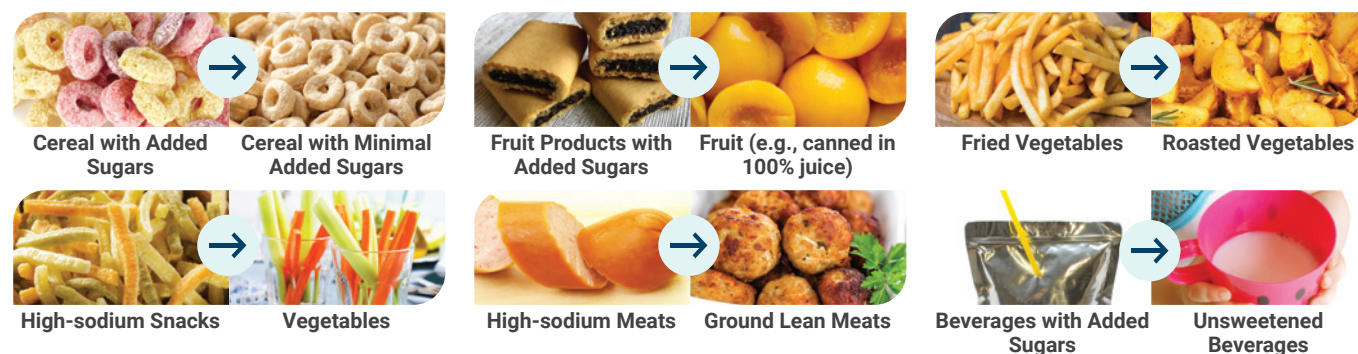 Cereal with Added
Sugars
Cereal with Minimal
Added Sugars
Fruit Products with
Added Sugars
Fruit (e.g., canned in
100% juice)
Fried Vegetables
Roasted Vegetables
High-sodium Snacks
Vegetables
High-sodium Meats
Ground Lean Meats
Beverages with Added
Sugars
Unsweetened
Beverages